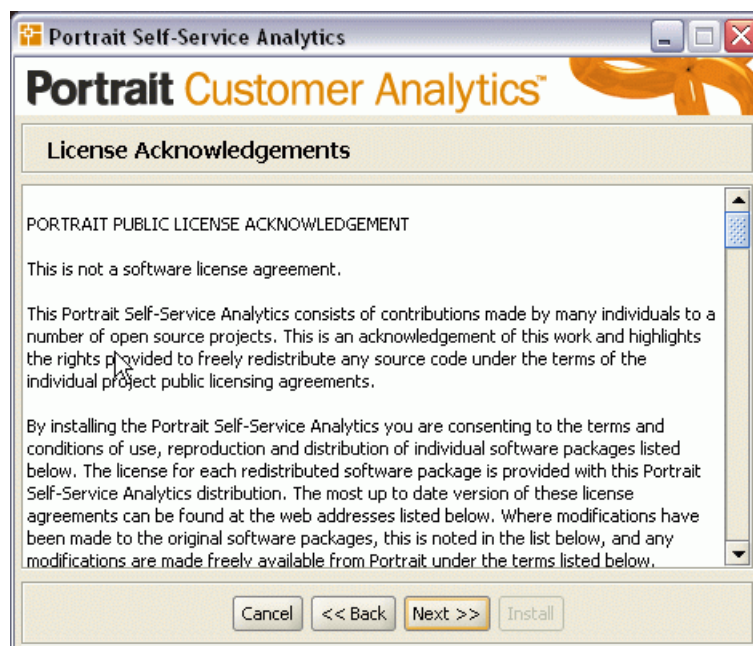 Portrait Self-Service Analytics
Portrait Customer Analytics™
License Acknowledgements
PORTRAIT PUBLIC LICENSE ACKNOWLEDGEMENT
This is not a software license agreement.
This Portrait Self-Service Analytics consists of contributions made by many individuals to a
number of open source projects. This is an acknowledgement of this work and highlights
the rights provided to freely redistribute any source code under the terms of the
individual project public licensing agreements.
By installing the Portrait Self-Service Analytics you are consenting to the terms and
conditions of use, reproduction and distribution of individual software packages listed
below. The license for each redistributed software package is provided with this Portrait
Self-Service Analytics distribution. The most up to date version of these license
agreements can be found at the web addresses listed below. Where modifications have
been made to the original software packages, this is noted in the list below, and any
modifications are made freely available from Portrait under the terms listed below.
Cancel << Back Next >> Install